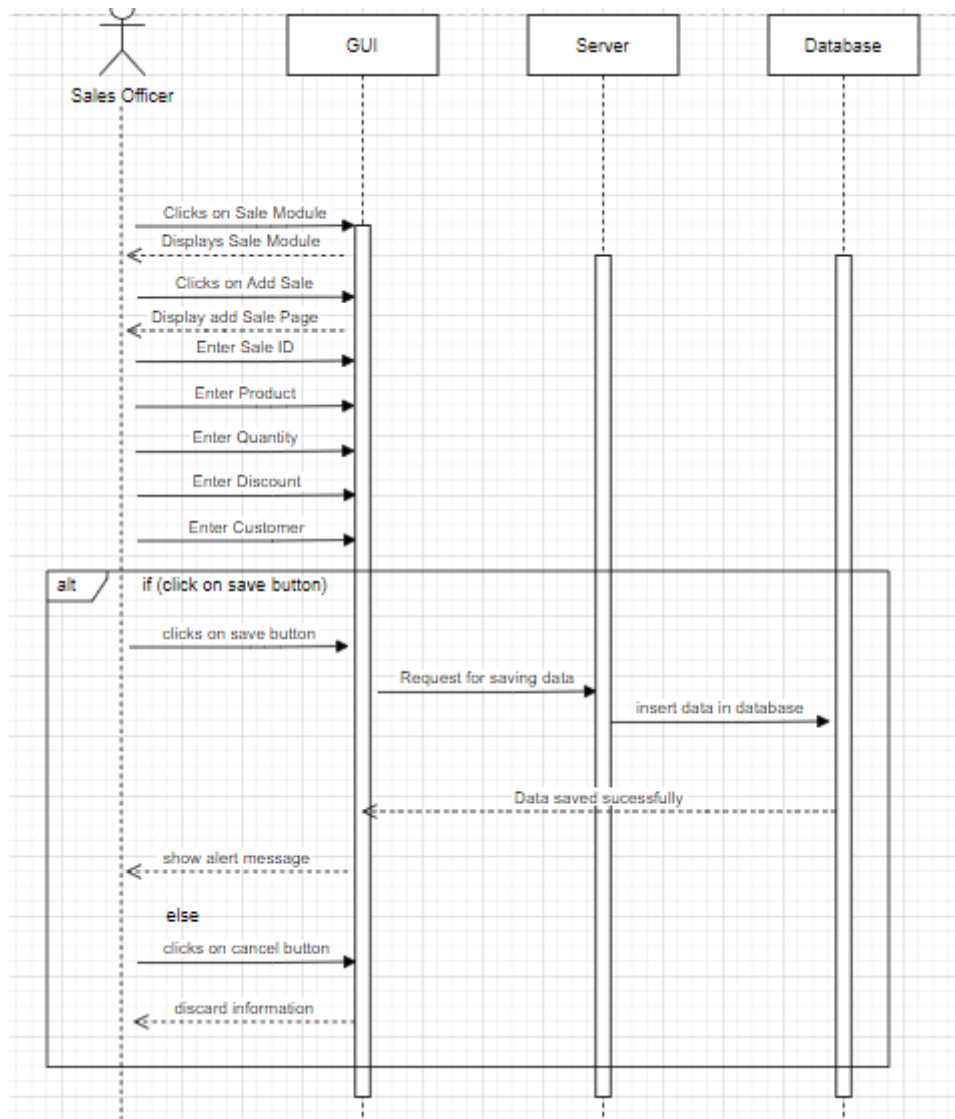 GUI
Server
Database
Sales Officer
Clicks on Sale Module
Displays Sale Module
Clicks on Add Sale
Display add Sale Page
Enter Sale ID
Enter Product
Enter Quantity
Enter Discount
Enter Customer
alt
if (click on save button)
clicks on save button
Request for saving data
insert data in database
Data saved sucessfully
show alert message
else
clicks on cancel button
discard information